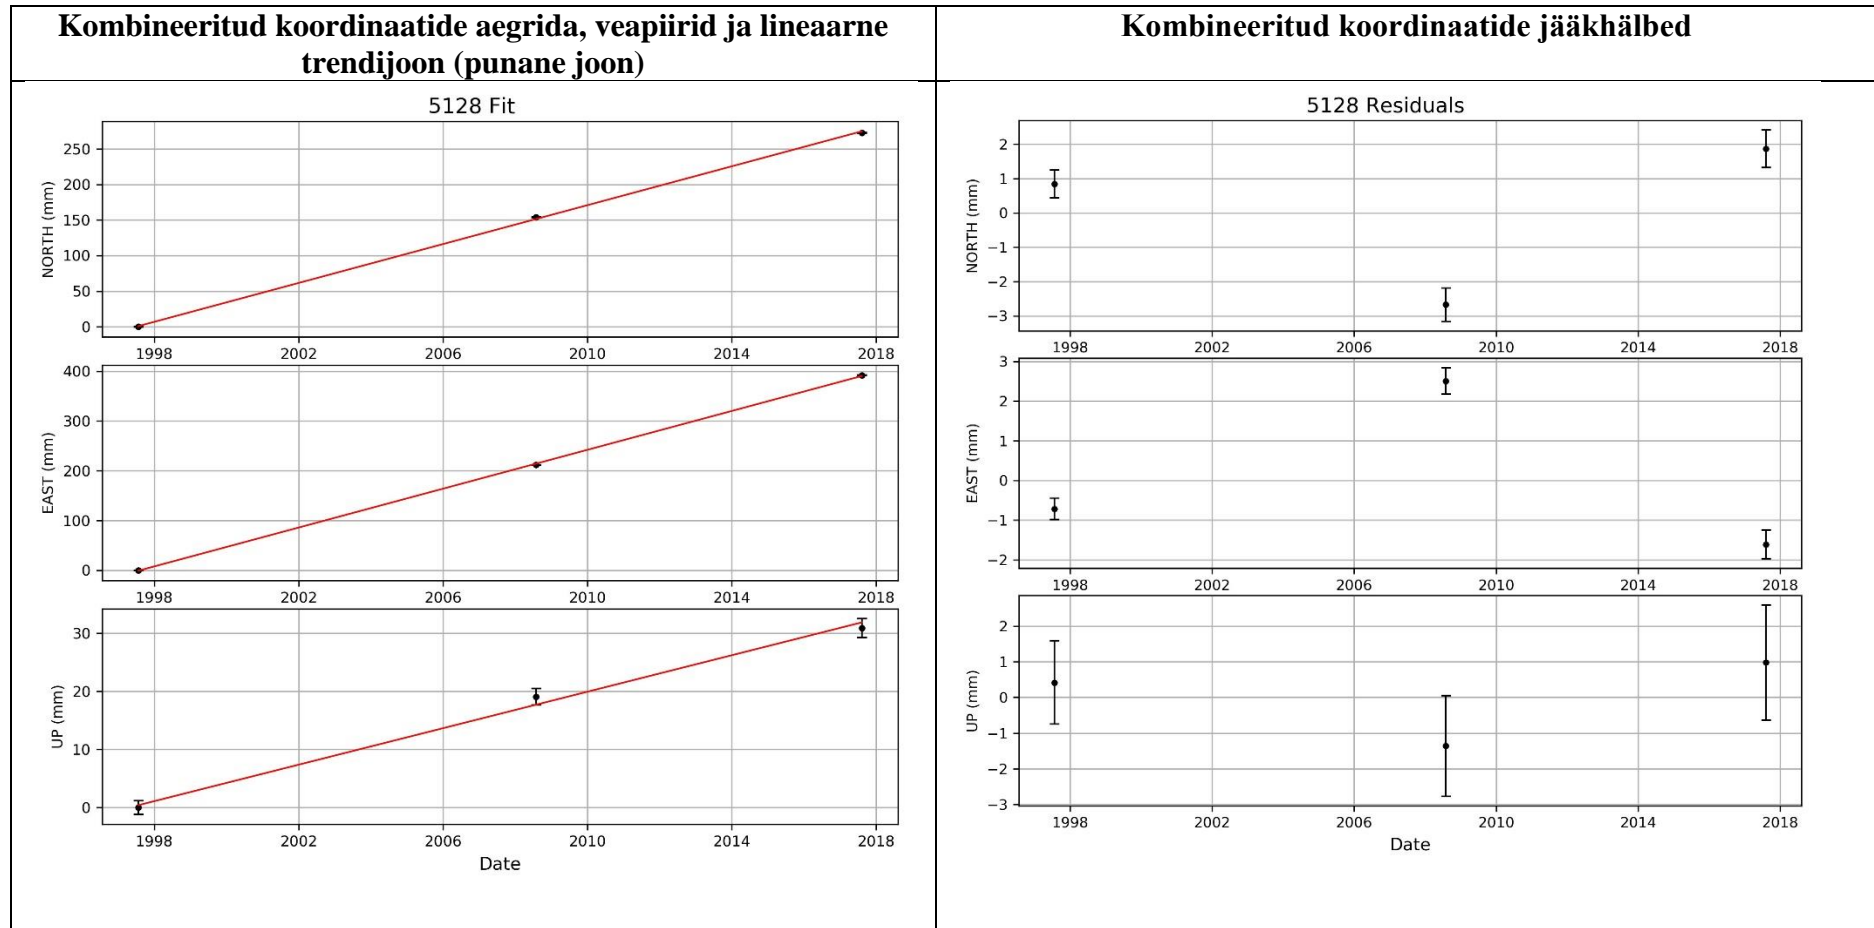 Kombineeritud koordinaatide aegrida, veapiirid ja lineaarne
trendijoon (punane joon)
5128 Fit
NORTH (mm)
250
200
150
100
50
0
1998 2002 2006 2010 2014 2018
EAST (mm)
400
300
200
100
0
1998 2002 2006 2010 2014 2018
UP (mm)
30
20
10
0
1998 2002 2006 2010 2014 2018
Date
Kombineeritud koordinaatide jääkhälbed
5128 Residuals
NORTH (mm)
2
1
0
−1
−2
−3
1998 2002 2006 2010 2014 2018
EAST (mm)
3
2
1
0
−1
−2
1998 2002 2006 2010 2014 2018
UP (mm)
2
1
0
−1
−2
−3
1998 2002 2006 2010 2014 2018
Date